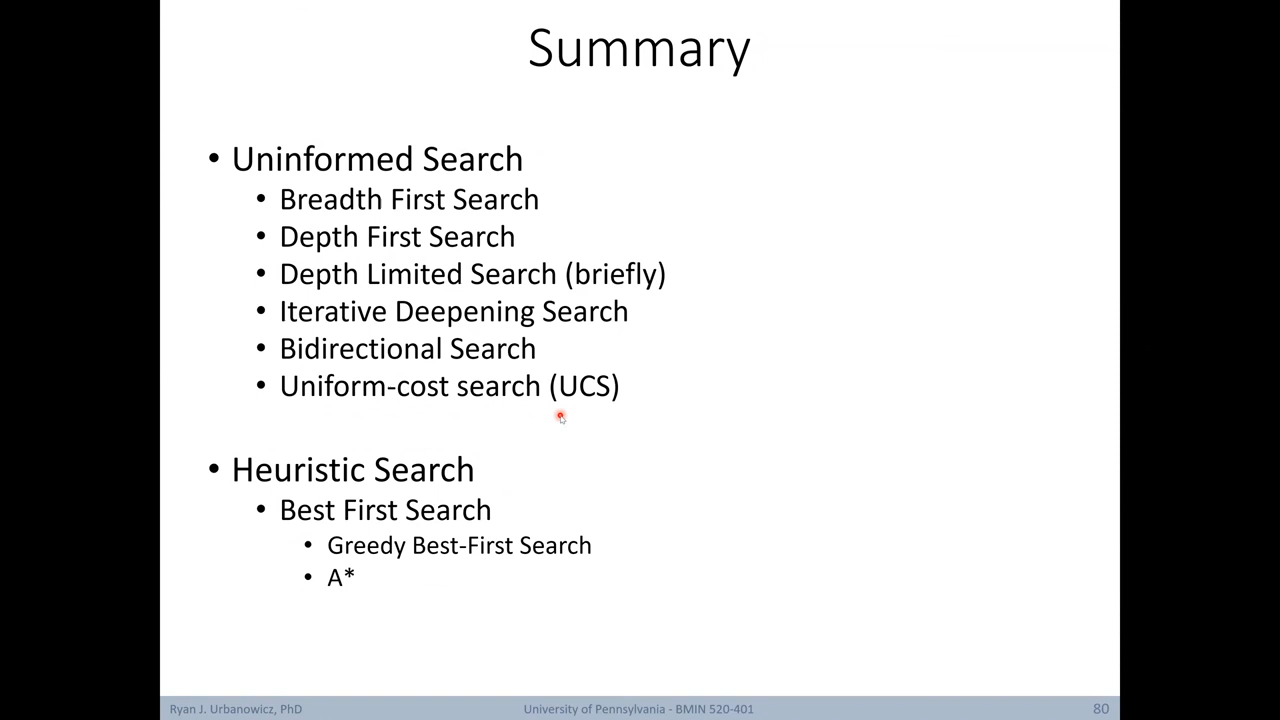 Summary
• Uninformed Search
• Breadth First Search
• Depth First Search
• Depth Limited Search (briefly)
• Iterative Deepening Search
• Bidirectional Search
• Uniform-cost search (UCS)
• Heuristic Search
• Best First Search
• Greedy Best-First Search
• A*
Ryan J. Urbanowicz, PhD
University of Pennsylvania - BMIN 520-401
80